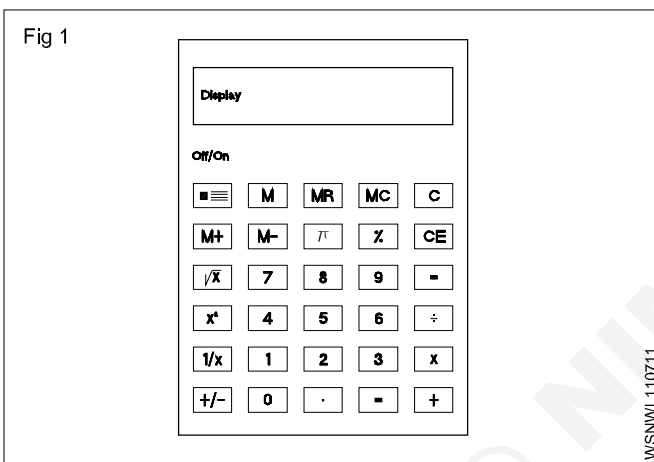 Fig 1
Display
Off/On
M MR MC C
M+ M- π % CE
√x 7 8 9 -
x² 4 5 6 ÷
1/x 1 2 3 x
+/- 0 . = +
WSNWL110711
© NI